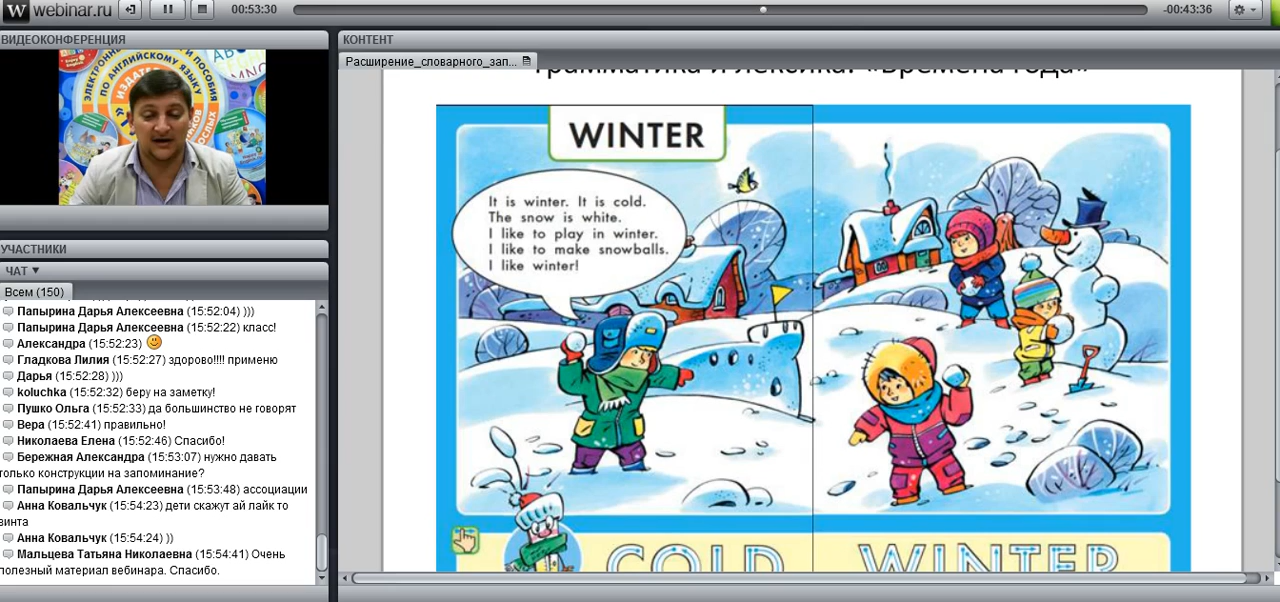 webinar.ru
00:53:30
-00:43:36
ВИДЕОКОНФЕРЕНЦИЯ
КОНТЕНТ
Расширение_словарного_зап...
Грамматика и лексика: «Времена года»
УЧАСТНИКИ
ЧАТ
Всем (150)
Папырина Дарья Алексеевна (15:52:04) )))
Папырина Дарья Алексеевна (15:52:22) класс!
Александра (15:52:23)
Гладкова Лилия (15:52:27) здорово!!!! применю
Дарья (15:52:28) )))
koluchka (15:52:32) беру на заметку!
Пушко Ольга (15:52:33) да большинство не говорят
Вера (15:52:41) правильно!
Николаева Елена (15:52:46) Спасибо!
Бережная Александра (15:53:07) нужно давать
только конструкции на запоминание?
Папырина Дарья Алексеевна (15:53:48) ассоциации
Анна Ковальчук (15:54:23) дети скажут ай лайк то
винта
Анна Ковальчук (15:54:24) ))
Мальцева Татьяна Николаевна (15:54:41) Очень
полезный материал вебинара. Спасибо.
WINTER
It is winter. It is cold.
The snow is white.
I like to play in winter.
I like to make snowballs.
I like winter!
COLD WINTER